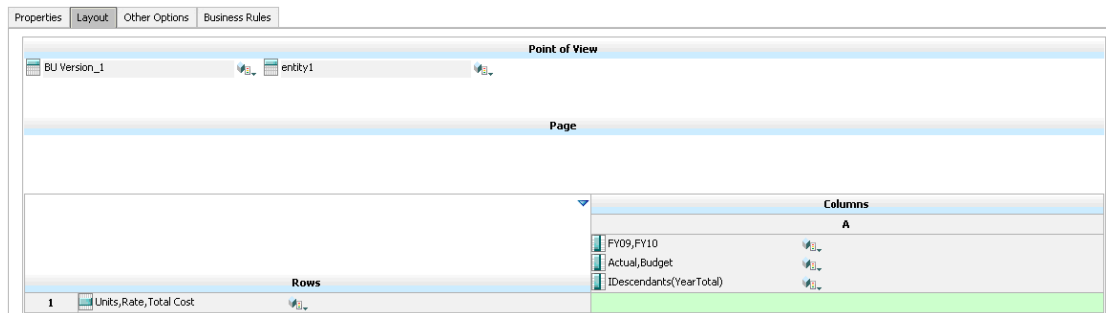 Properties Layout Other Options Business Rules
Point of View
BU Version_1 entity1
Page
Columns
A
FY09,FY10
Actual,Budget
Rows IDescendants(YearTotal)
1 Units,Rate,Total Cost